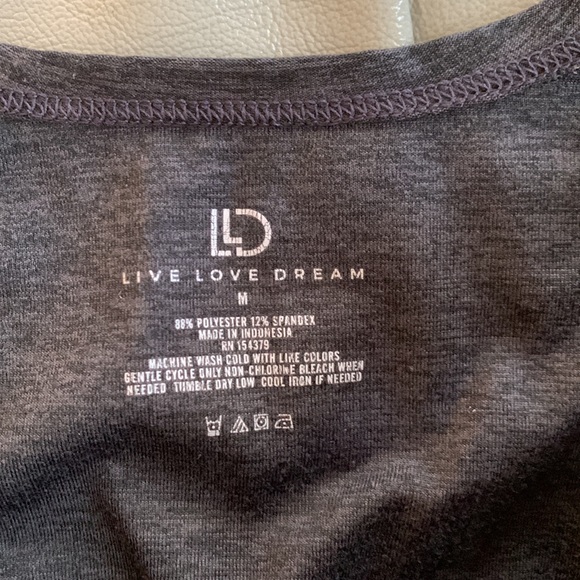 LLD
LIVE LOVE DREAM
M
88% POLYESTER 12% SPANDEX
MADE IN INDONESIA
RN 154379
MACHINE WASH COLD WITH LIKE COLORS
GENTLE CYCLE ONLY NON-CHLORINE BLEACH WHEN
NEEDED TUMBLE DRY LOW COOL IRON IF NEEDED